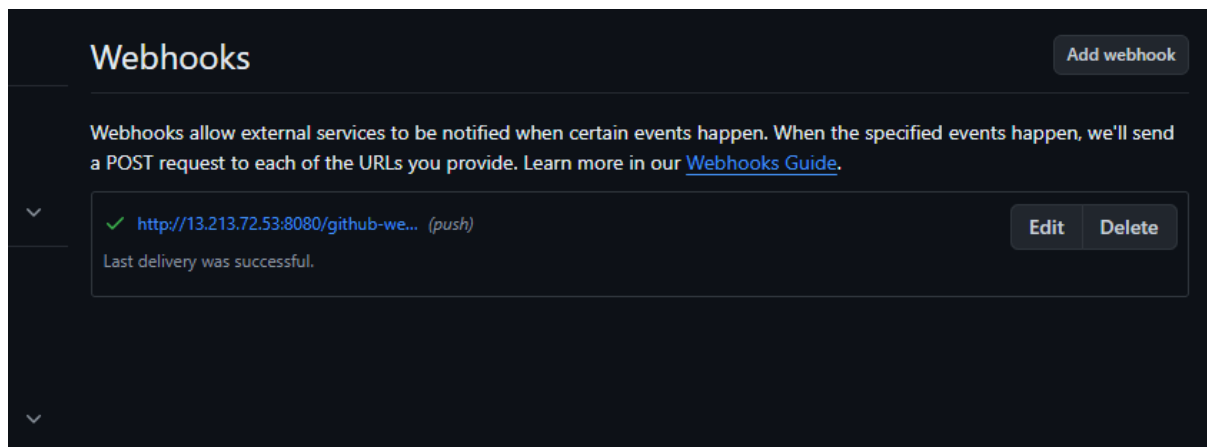 Webhooks
Add webhook
Webhooks allow external services to be notified when certain events happen. When the specified events happen, we'll send
a POST request to each of the URLs you provide. Learn more in our Webhooks Guide.
http://13.213.72.53:8080/github-we... (push)
Edit
Delete
Last delivery was successful.